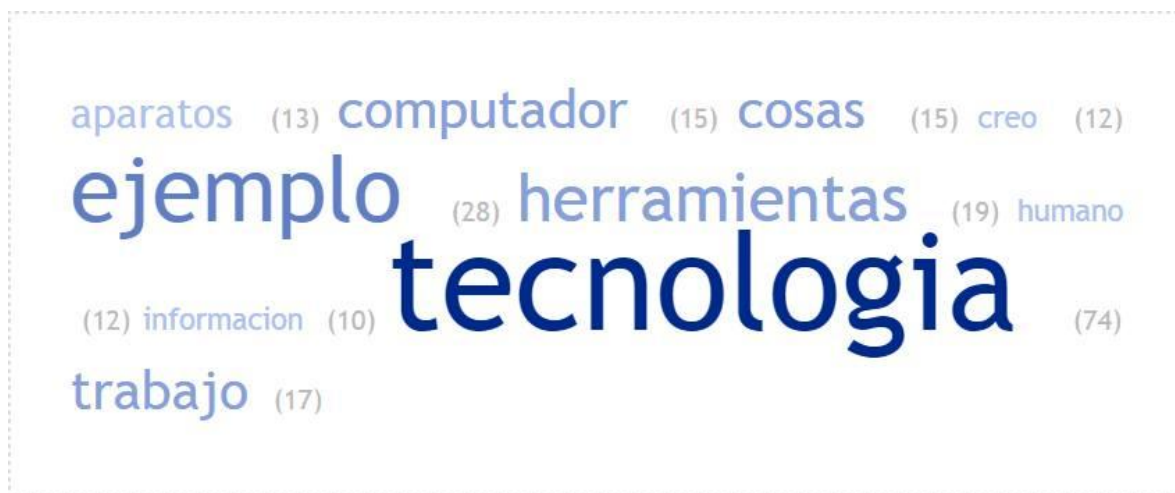 aparatos (13) computador (15) cosas (15) creo (12)
ejemplo (28) herramientas (19) humano
(12) informacion (10) tecnologia (74)
trabajo (17)